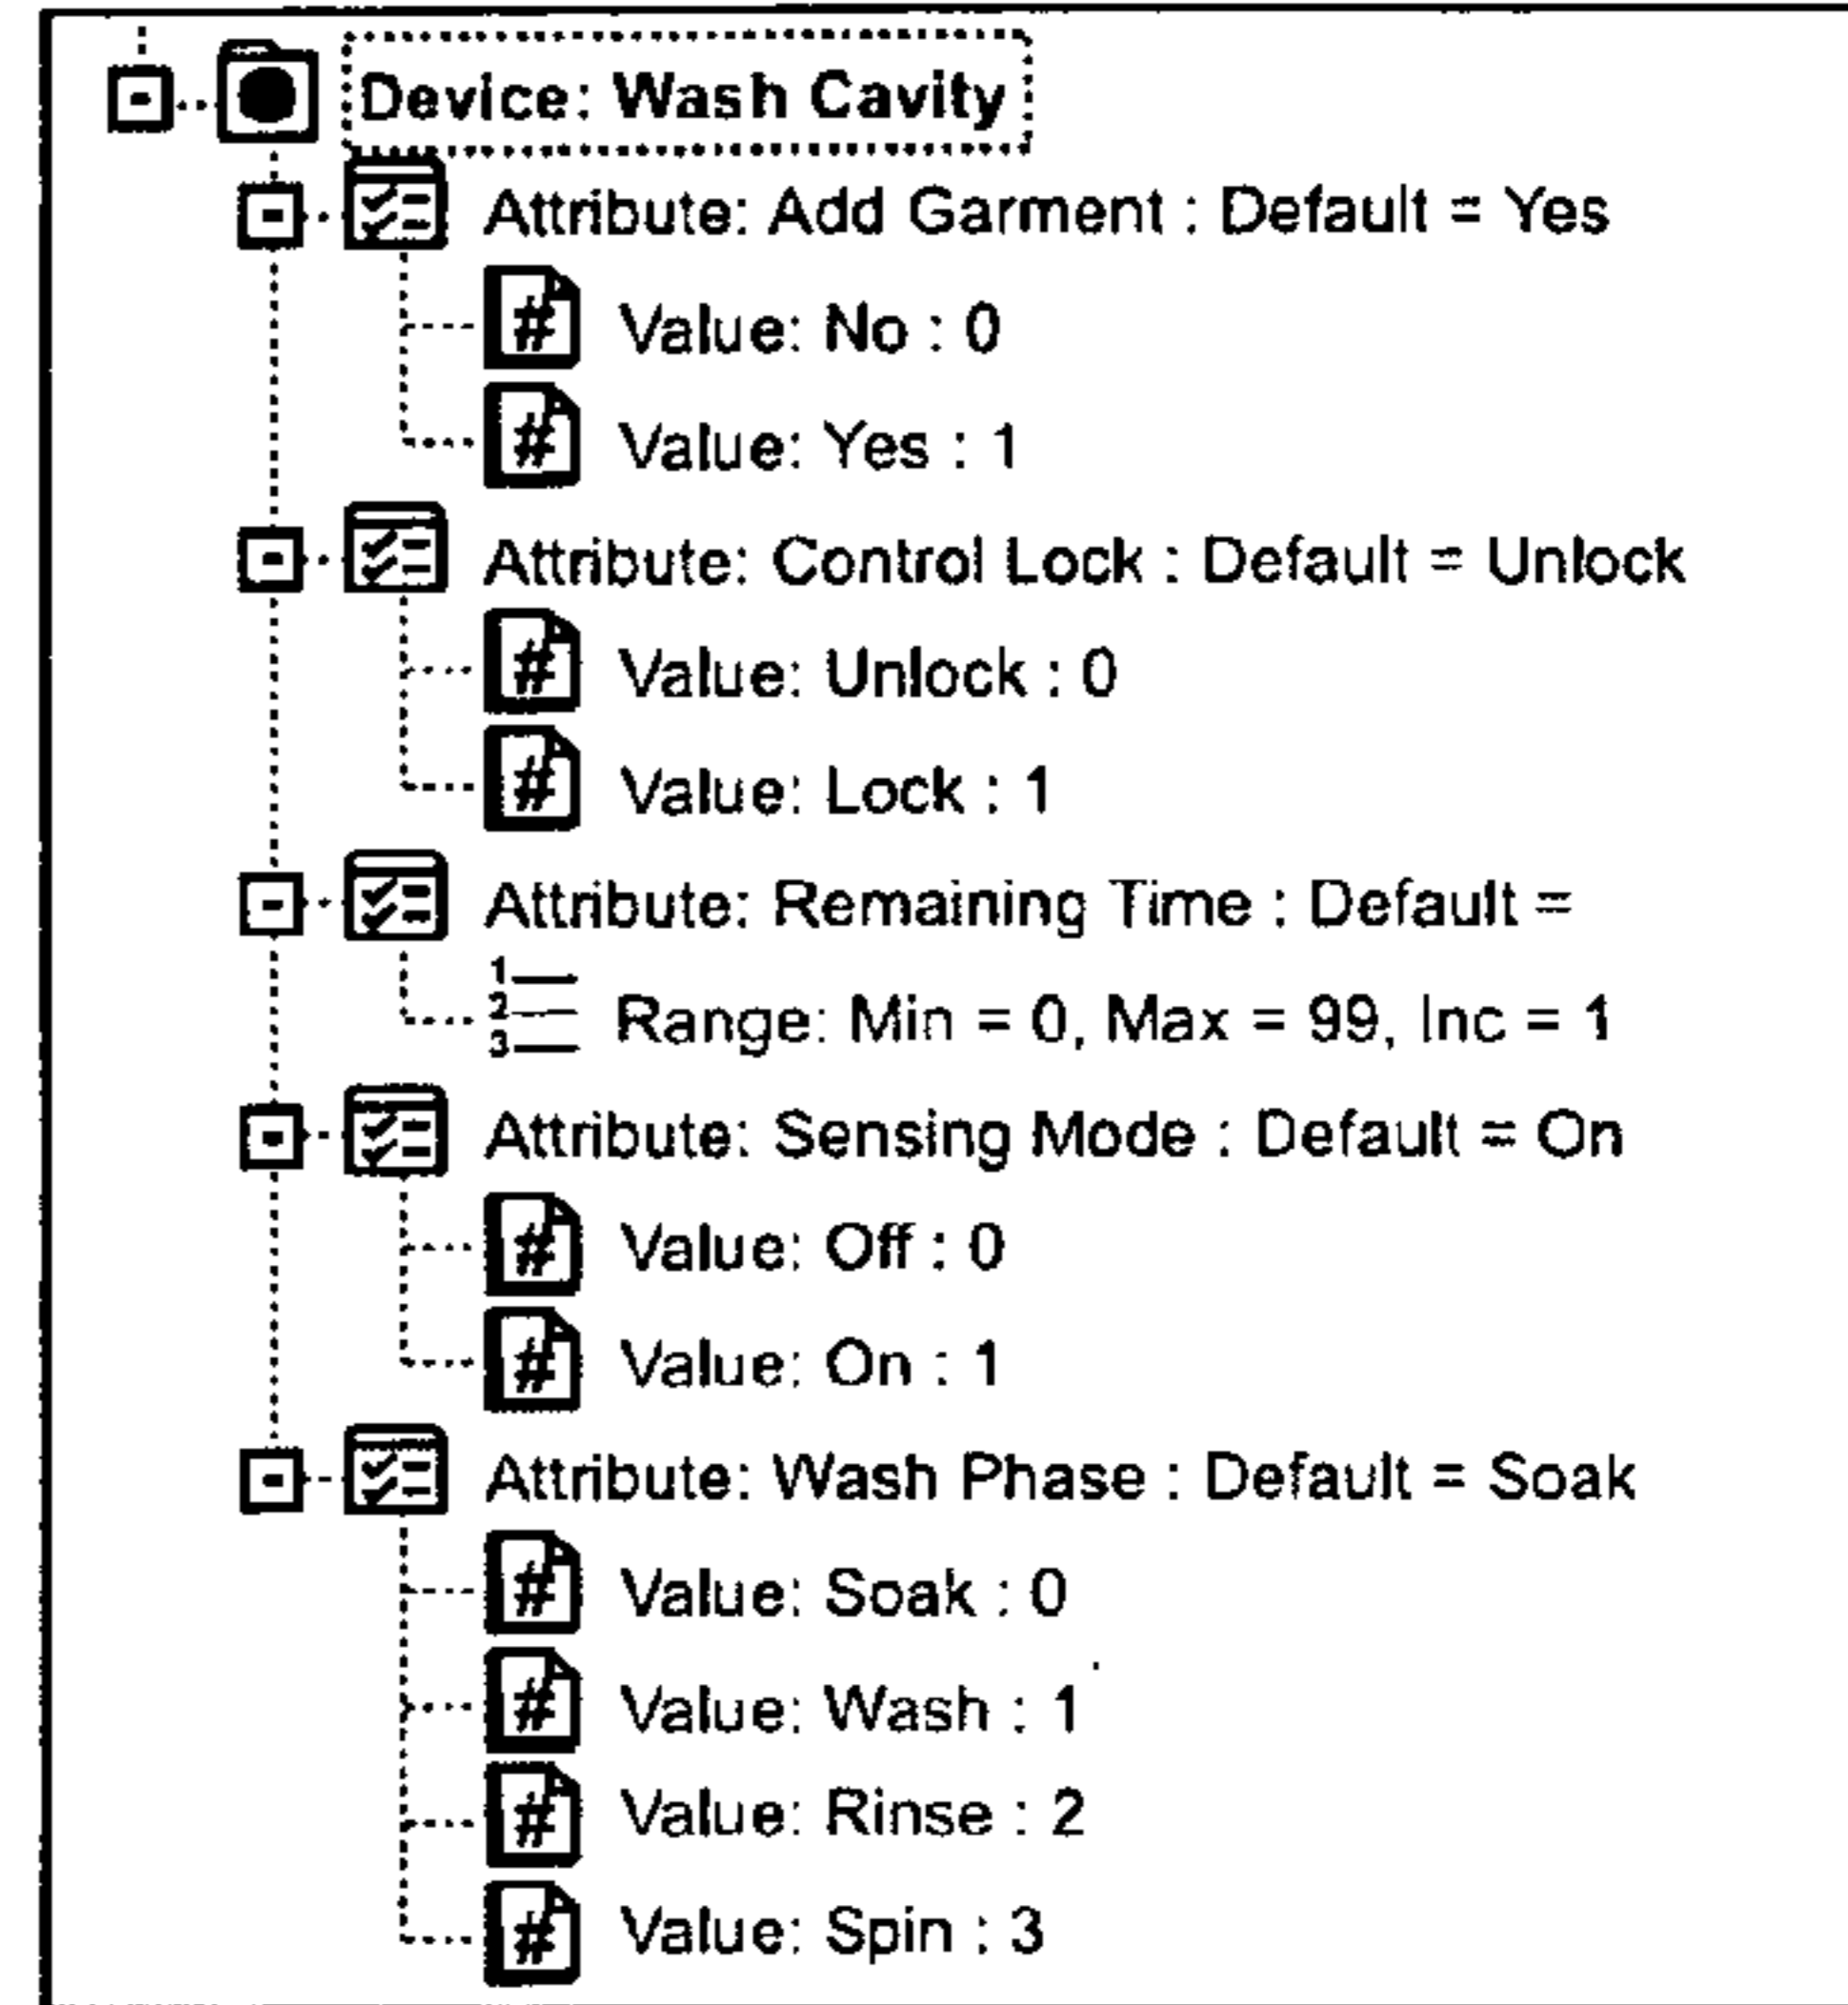 Device: Wash Cavity
Attribute: Add Garment : Default = Yes
# Value: No : 0
# Value: Yes : 1
Attribute: Control Lock : Default = Unlock
# Value: Unlock : 0
# Value: Lock : 1
Attribute: Remaining Time : Default =
1 2 3 Range: Min = 0, Max = 99, Inc = 1
Attribute: Sensing Mode : Default = On
# Value: Off : 0
# Value: On : 1
Attribute: Wash Phase : Default = Soak
# Value: Soak : 0
# Value: Wash : 1
# Value: Rinse : 2
# Value: Spin : 3